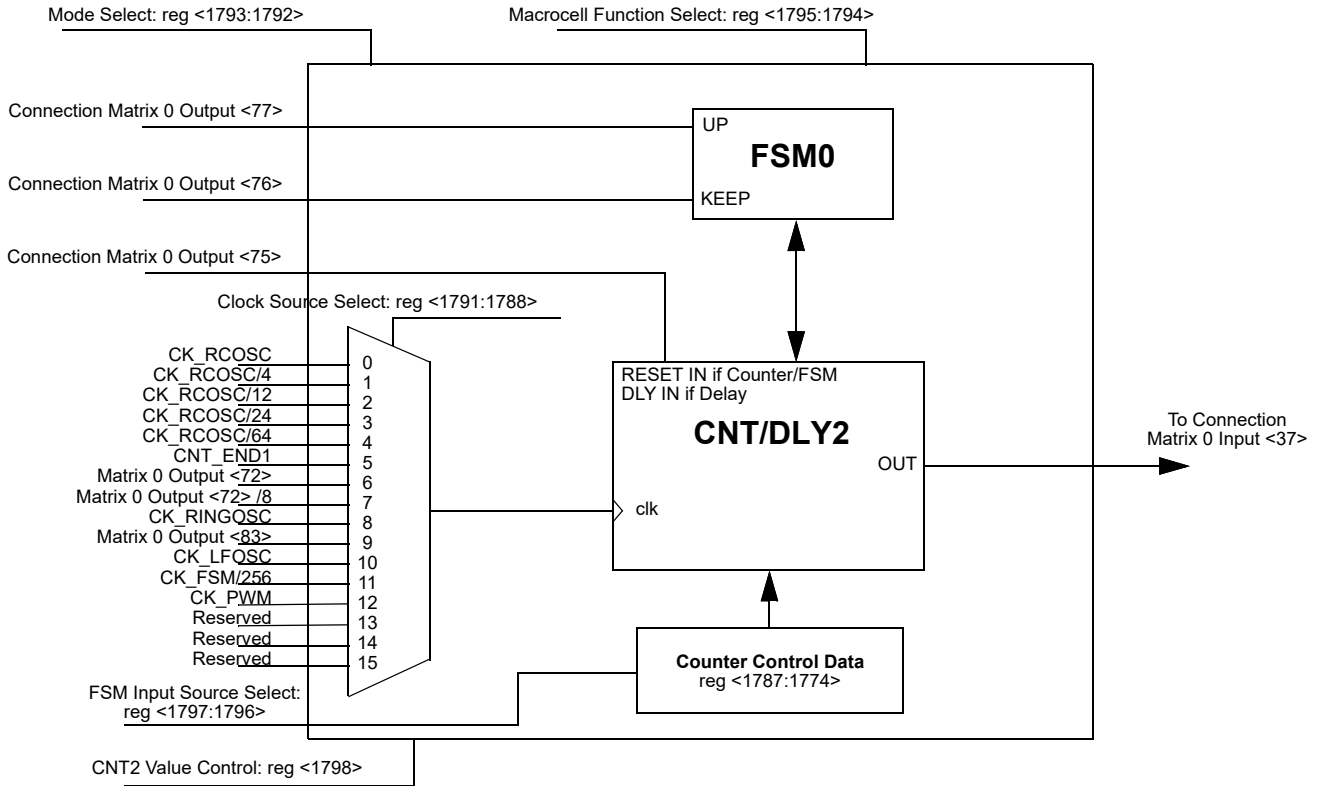 Mode Select: reg <1793:1792>
Macrocell Function Select: reg <1795:1794>
Connection Matrix 0 Output <77>
UP
FSM0
Connection Matrix 0 Output <76>
KEEP
Connection Matrix 0 Output <75>
Clock Source Select: reg <1791:1788>
CK_RCOSC
0
CK_RCOSC/4
1
CK_RCOSC/12
2
CK_RCOSC/24
3
CK_RCOSC/64
4
CNT_END1
5
Matrix 0 Output <72>
6
Matrix 0 Output <72> /8
7
CK_RINGOSC
8
Matrix 0 Output <83>
9
CK_LFOSC
10
CK_FSM/256
11
CK_PWM
12
Reserved
13
Reserved
14
Reserved
15
RESET IN if Counter/FSM
DLY IN if Delay
CNT/DLY2
OUT
clk
To Connection
Matrix 0 Input <37>
Counter Control Data
reg <1787:1774>
FSM Input Source Select:
reg <1797:1796>
CNT2 Value Control: reg <1798>